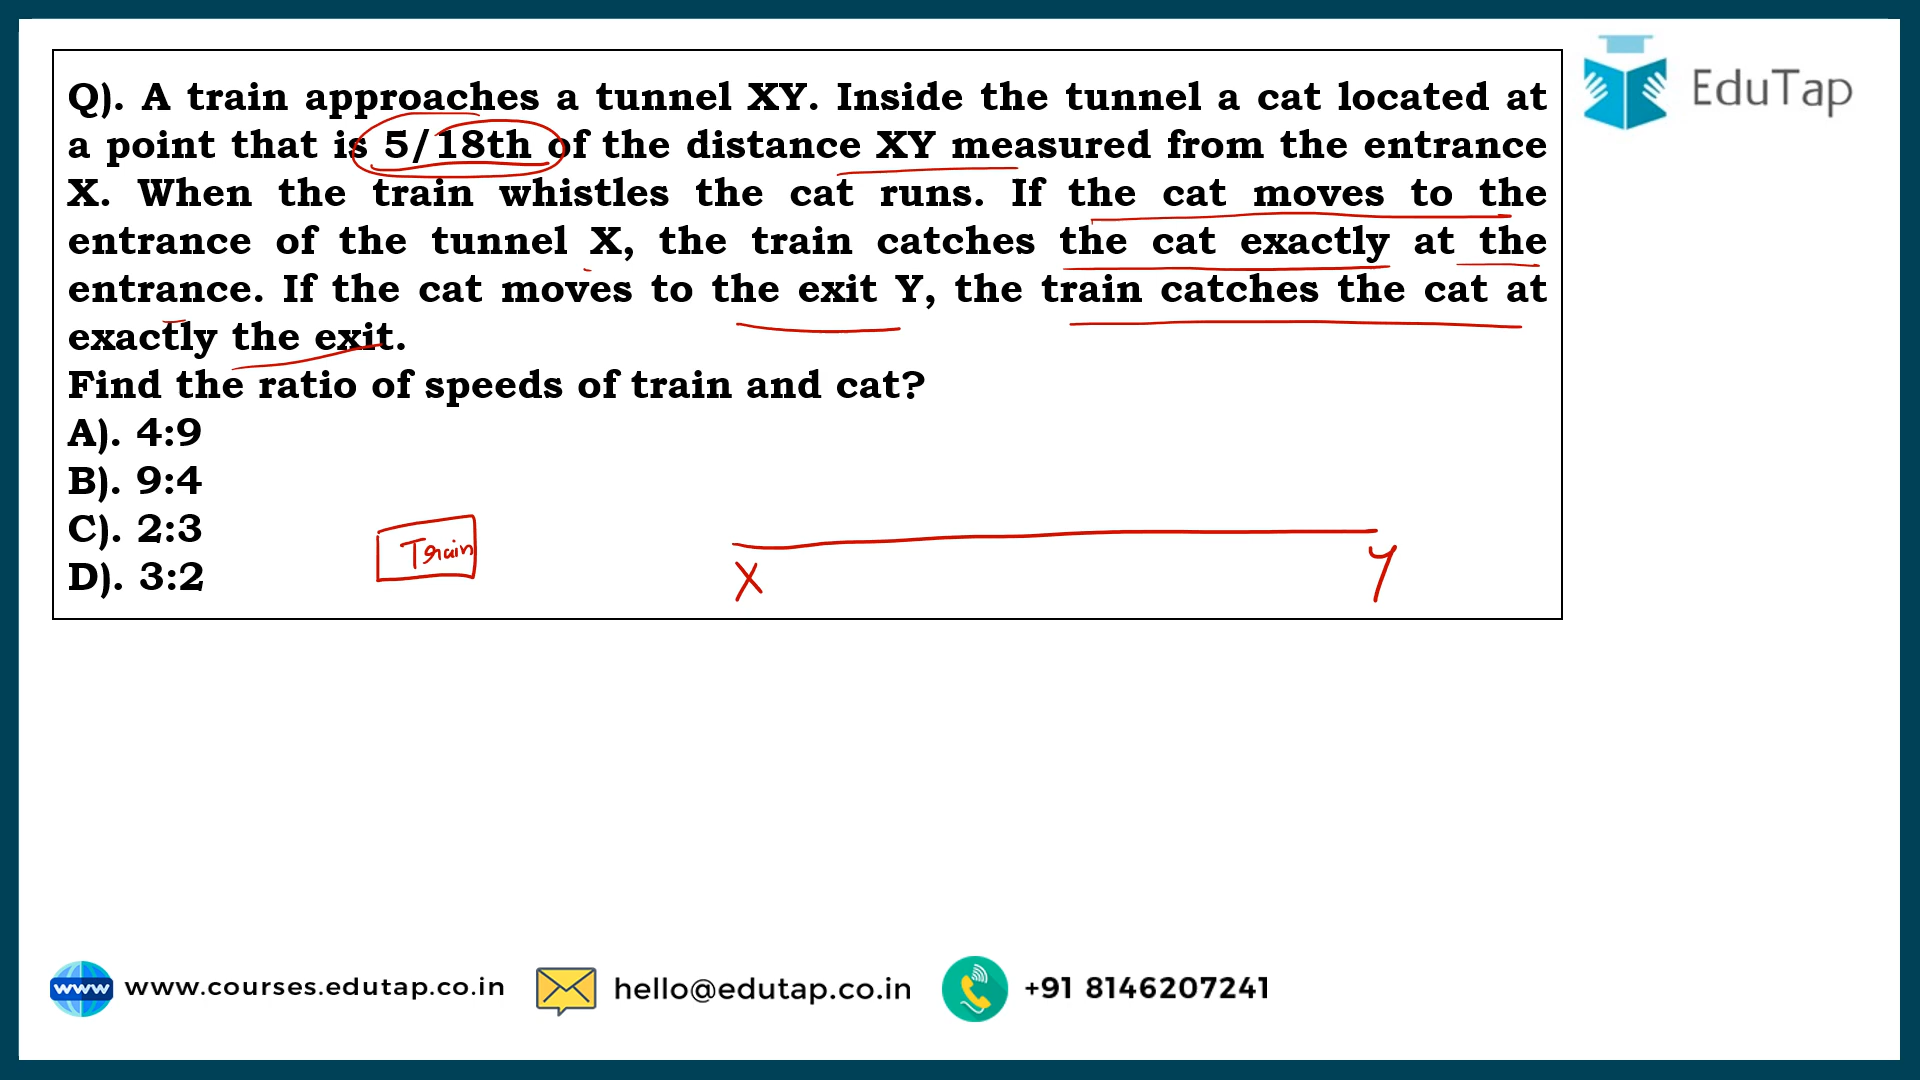 Q). A train approaches a tunnel XY. Inside the tunnel a cat located at
a point that is 5/18th of the distance XY measured from the entrance
X. When the train whistles the cat runs. If the cat moves to the
entrance of the tunnel X, the train catches the cat exactly at the
entrance. If the cat moves to the exit Y, the train catches the cat at
exactly the exit.
Find the ratio of speeds of train and cat?
A). 4:9
B). 9:4
C). 2:3
D). 3:2
Train
X
Y
EduTap
www
www.courses.edutap.co.in
hello@edutap.co.in
+91 8146207241